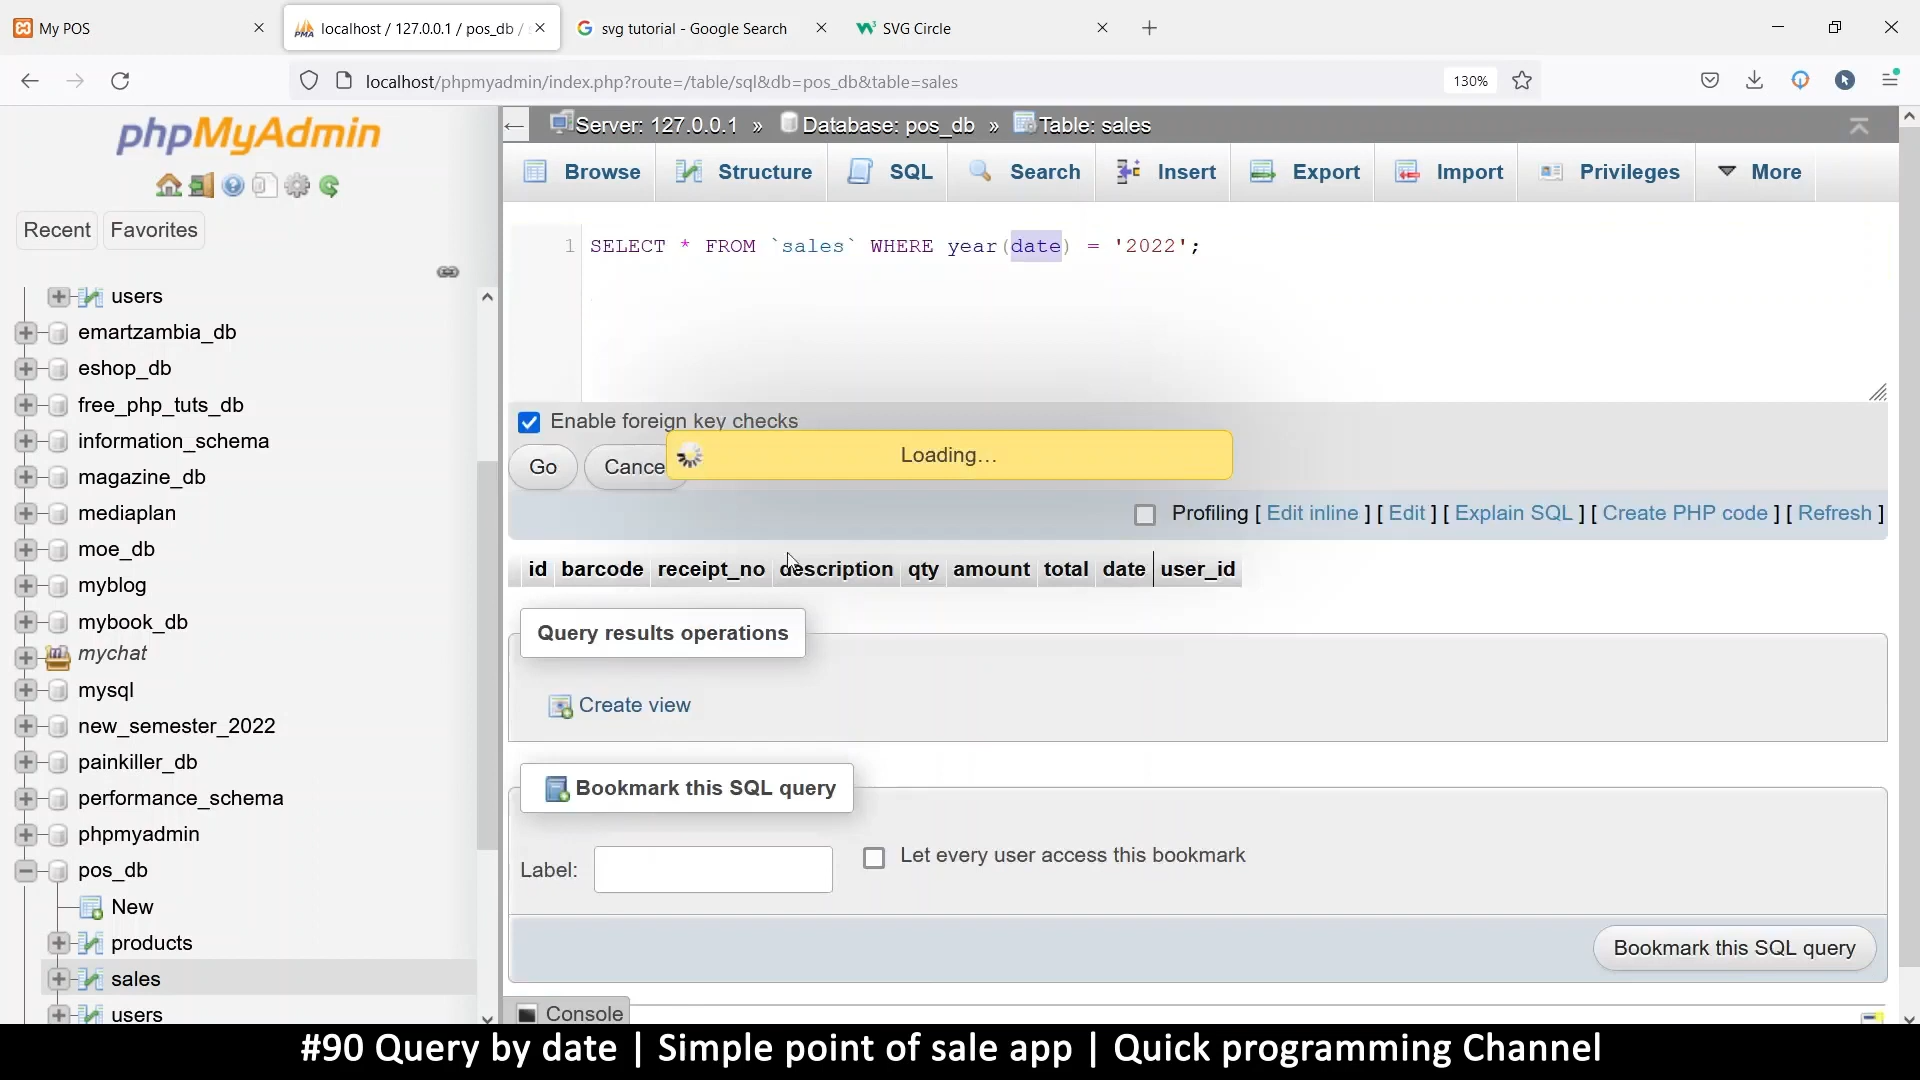 My POS
localhost / 127.0.0.1 / pos_db /
svg tutorial - Google Search
SVG Circle
localhost/phpmyadmin/index.php?route=/table/sql&db=pos_db&table=sales
130%
phpMyAdmin
Recent
Favorites
users
emartzambia_db
eshop_db
free_php_tuts_db
information_schema
magazine_db
mediaplan
moe_db
myblog
mybook_db
mychat
mysql
new_semester_2022
painkiller_db
performance_schema
phpmyadmin
pos_db
New
products
sales
users
Server: 127.0.0.1 » Database: pos_db » Table: sales
Browse Structure SQL Search Insert Export Import Privileges More
1 SELECT * FROM `sales` WHERE year(date) = '2022';
Enable foreign key checks
Go Cance
Loading...
Profiling [ Edit inline ] [ Edit ] [ Explain SQL ] [ Create PHP code ] [ Refresh ]
id barcode receipt_no description qty amount total date user_id
Query results operations
Create view
Bookmark this SQL query
Label:
Let every user access this bookmark
Bookmark this SQL query
Console
#90 Query by date | Simple point of sale app | Quick programming Channel